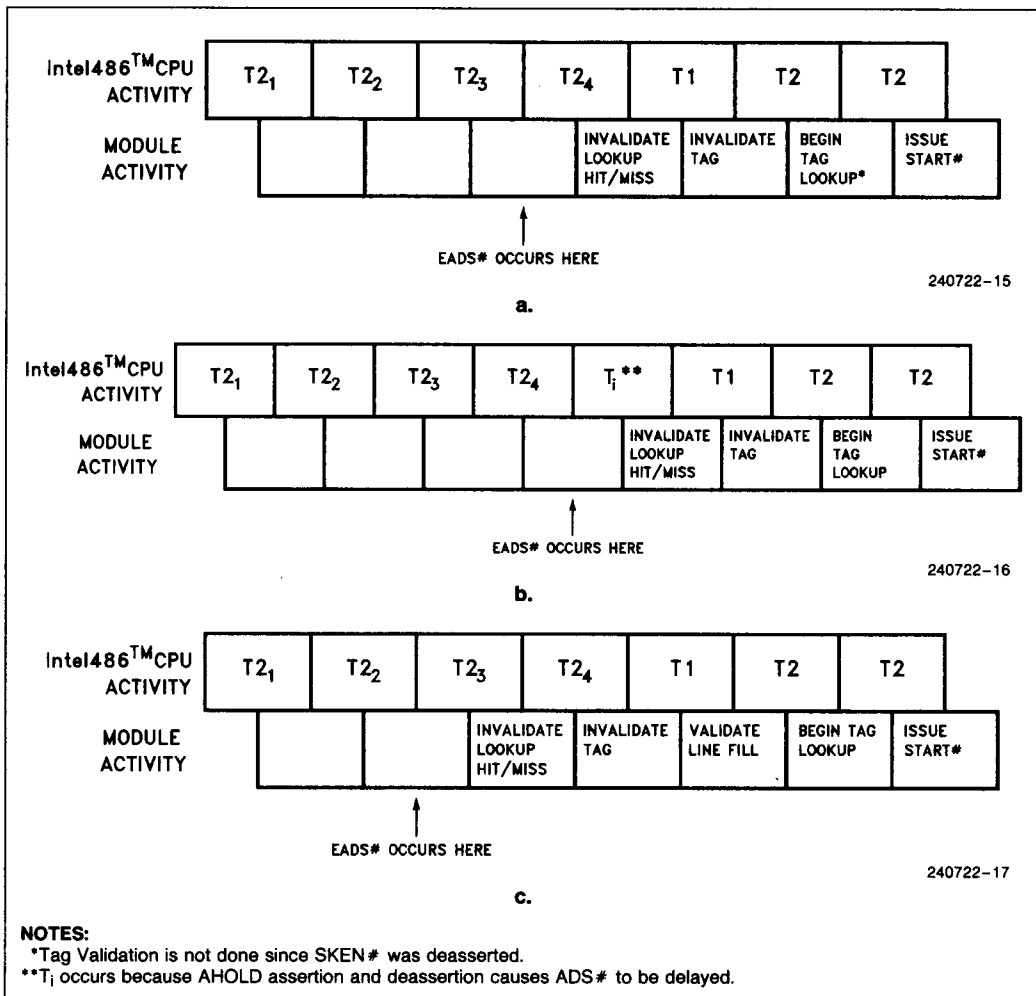 Intel486™CPU ACTIVITY
T2₁ T2₂ T2₃ T2₄ T1 T2 T2
MODULE ACTIVITY
INVALIDATE LOOKUP HIT/MISS
INVALIDATE TAG
BEGIN TAG LOOKUP*
ISSUE START#
EADS# OCCURS HERE
240722–15
a.
Intel486™CPU ACTIVITY
T2₁ T2₂ T2₃ T2₄ Tᵢ** T1 T2 T2
MODULE ACTIVITY
INVALIDATE LOOKUP HIT/MISS
INVALIDATE TAG
BEGIN TAG LOOKUP
ISSUE START#
EADS# OCCURS HERE
240722–16
b.
Intel486™CPU ACTIVITY
T2₁ T2₂ T2₃ T2₄ T1 T2 T2
MODULE ACTIVITY
INVALIDATE LOOKUP HIT/MISS
INVALIDATE TAG
VALIDATE LINE FILL
BEGIN TAG LOOKUP
ISSUE START#
EADS# OCCURS HERE
240722–17
c.
NOTES:
*Tag Validation is not done since SKEN# was deasserted.
**Tᵢ occurs because AHOLD assertion and deassertion causes ADS# to be delayed.